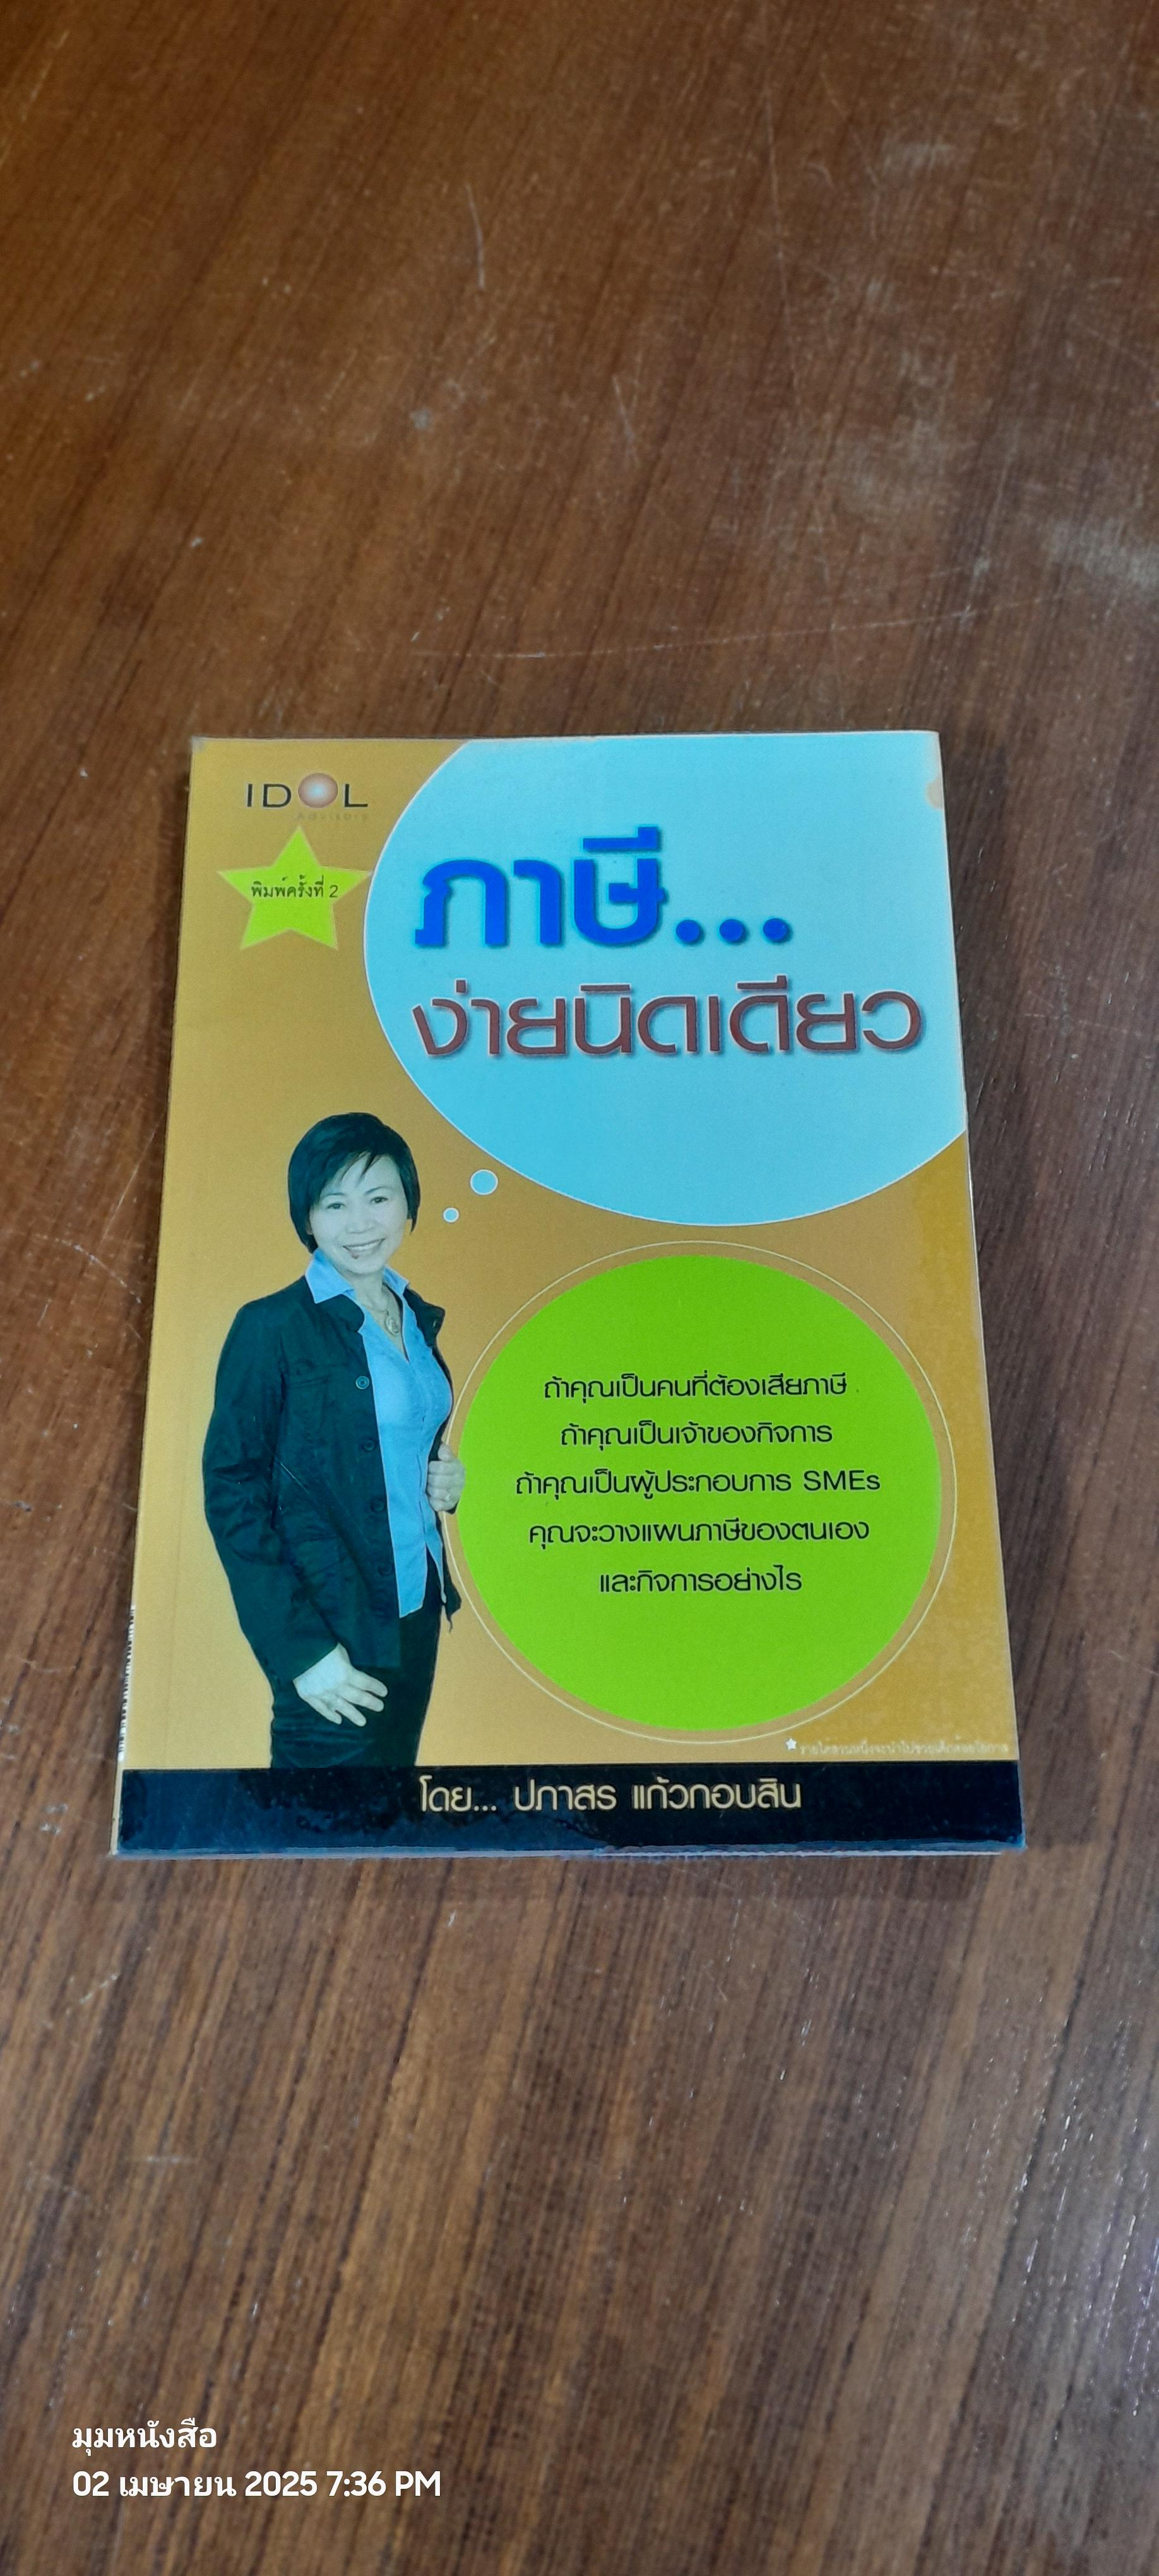 IDOL
Advisors
พิมพ์ครั้งที่ 2
ภาษี...
ง่ายนิดเดียว
ถ้าคุณเป็นคนที่ต้องเสียภาษี
ถ้าคุณเป็นเจ้าของกิจการ
ถ้าคุณเป็นผู้ประกอบการ SMEs
คุณจะวางแผนภาษีของตนเอง
และกิจการอย่างไร
โดย... ปภาสร แก้วกอบสิน
มุมหนังสือ
02 เมษายน 2025 7:36 PM